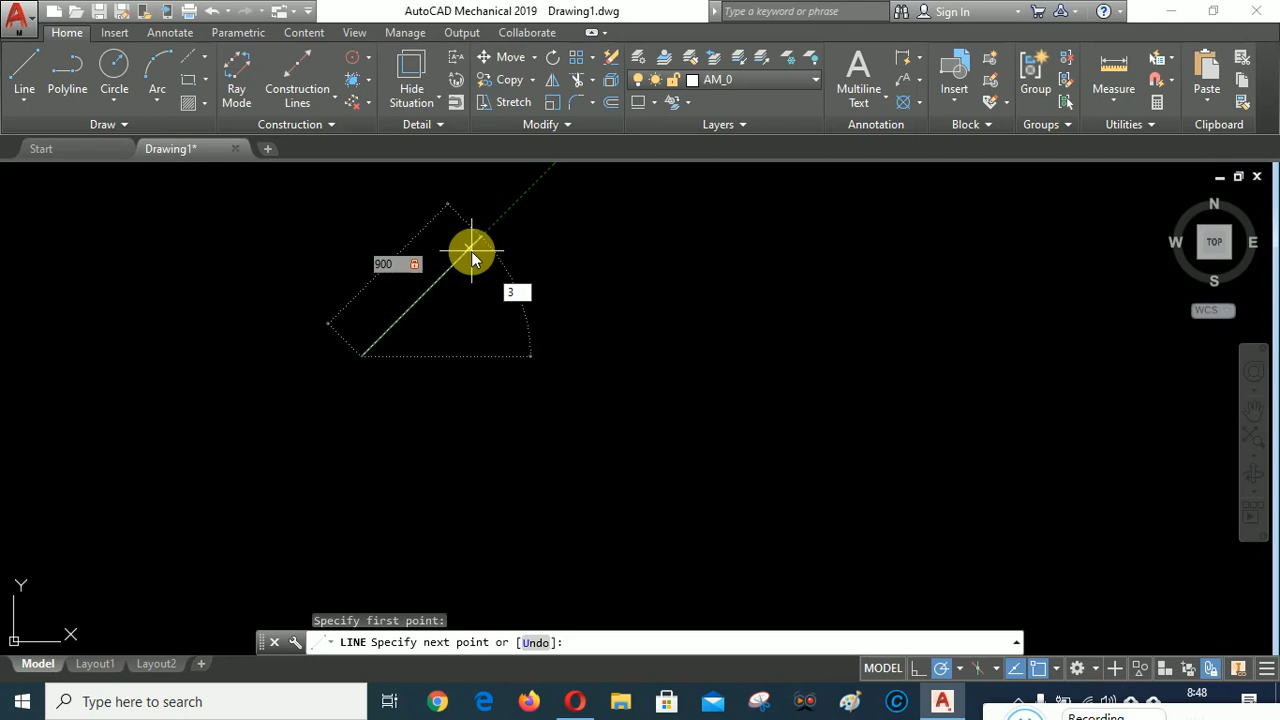 AutoCAD Mechanical 2019 Drawing1.dwg
Type a keyword or phrase
Sign In
M
Home Insert Annotate Parametric Content View Manage Output Collaborate
Line Polyline Circle Arc
Ray Mode
Construction Lines
Hide Situation
Move Rotate
Copy Mirror
Stretch
AM_0
Multiline Text
Insert
Group
Measure
Paste
Draw Construction Detail Modify Layers Annotation Block Groups Utilities Clipboard
Start Drawing1*
N
W TOP E
S
WCS
900
3
Y
X
Specify first point:
LINE Specify next point or [Undo]:
Model Layout1 Layout2
MODEL
Type here to search
8:48
Recording